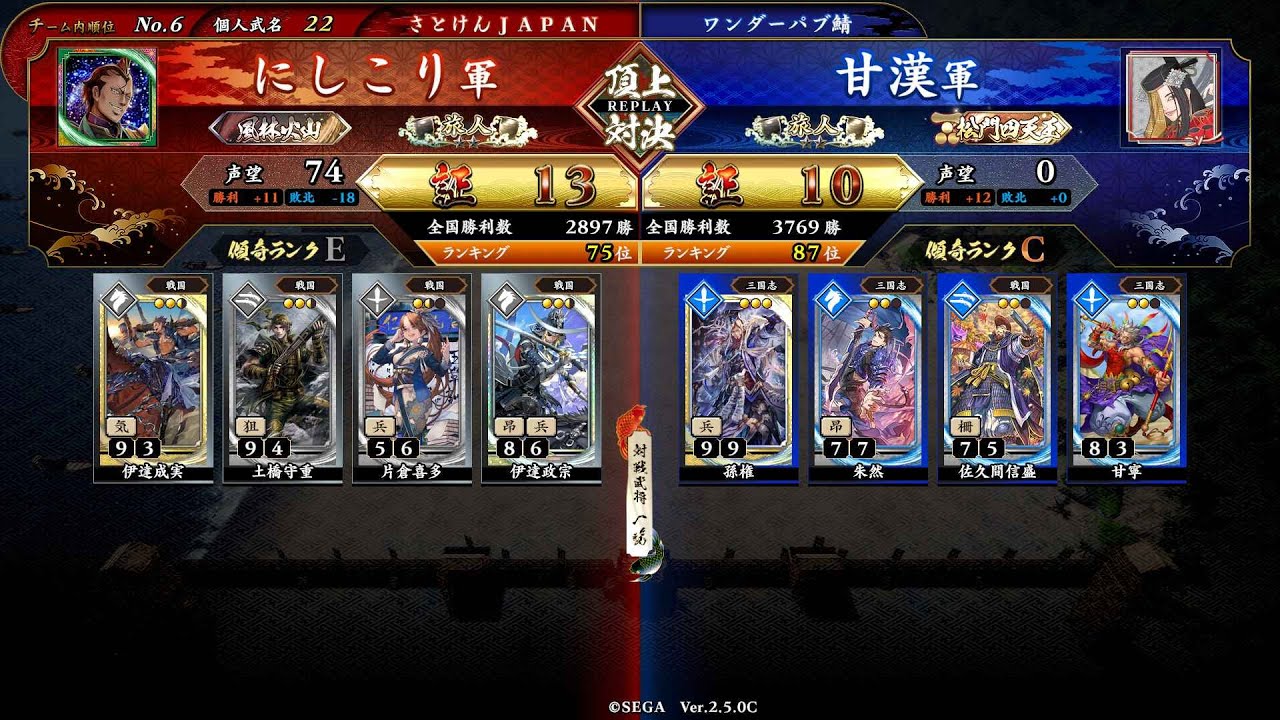 チーム内順位 No.6 個人武名 22 さとけんJAPAN ワンダーパブ鯖
にしこり軍 頂上 甘漢軍
REPLAY
対決
風林火山 旅人 旅人 松門四天王
声望 74 証 13 証 10 声望 0
勝利 +11 敗北 -18 勝利 +12 敗北 +0
全国勝利数 2897勝 全国勝利数 3769勝
傾奇ランクE ランキング 75位 ランキング 87位 傾奇ランクC
戦国 戦国 戦国 戦国 三国志 三国志 戦国 三国志
気 狙 兵 昂 兵 兵 昂 柵
9 3 9 4 5 6 8 6 9 9 7 7 7 5 8 3
伊達成実 土橋守重 片倉喜多 伊達政宗 孫権 朱然 佐久間信盛 甘寧
対戦武将一覧
©SEGA Ver.2.5.0C